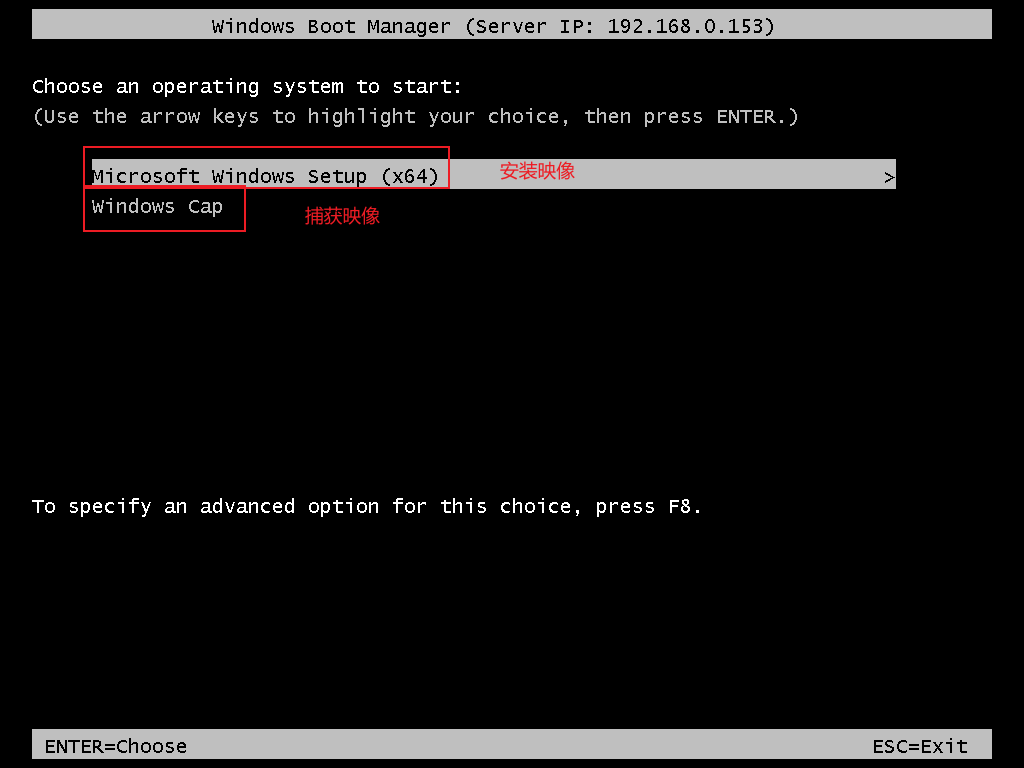 Windows Boot Manager (Server IP: 192.168.0.153)
Choose an operating system to start:
(Use the arrow keys to highlight your choice, then press ENTER.)
Microsoft Windows Setup (x64) 安装映像 >
Windows Cap 捕获映像
To specify an advanced option for this choice, press F8.
ENTER=Choose ESC=Exit